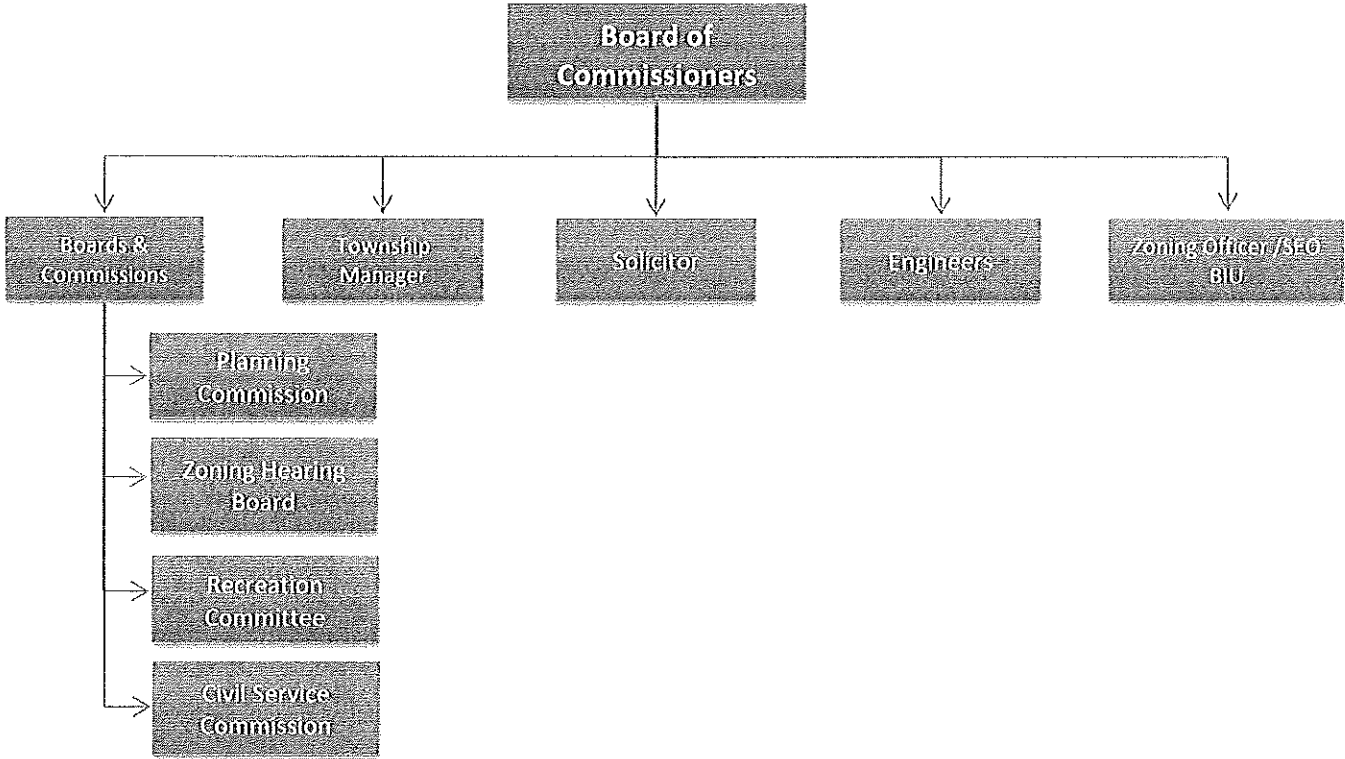 Board of
Commissioners
Boards &
Commissions
Township
Manager
Solicitor
Engineers
Zoning Officer /SEO
BIU
Planning
Commission
Zoning Hearing
Board
Recreation
Committee
Civil Service
Commission